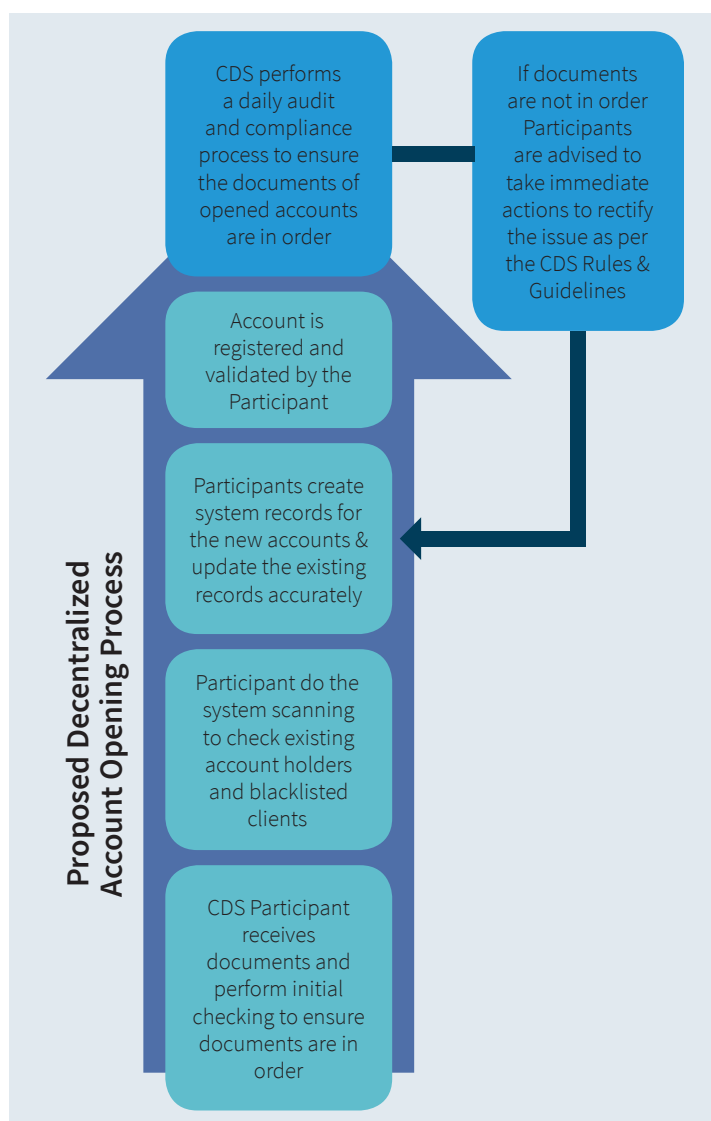 CDS performs
a daily audit
and compliance
process to ensure
the documents of
opened accounts
are in order
If documents
are not in order
Participants
are advised to
take immediate
actions to rectify
the issue as per
the CDS Rules &
Guidelines
Account is
registered and
validated by the
Participant
Participants create
system records for
the new accounts &
update the existing
records accurately
Participant do the
system scanning
to check existing
account holders
and blacklisted
clients
CDS Participant
receives
documents and
perform initial
checking to ensure
documents are in
order
Proposed Decentralized
Account Opening Process